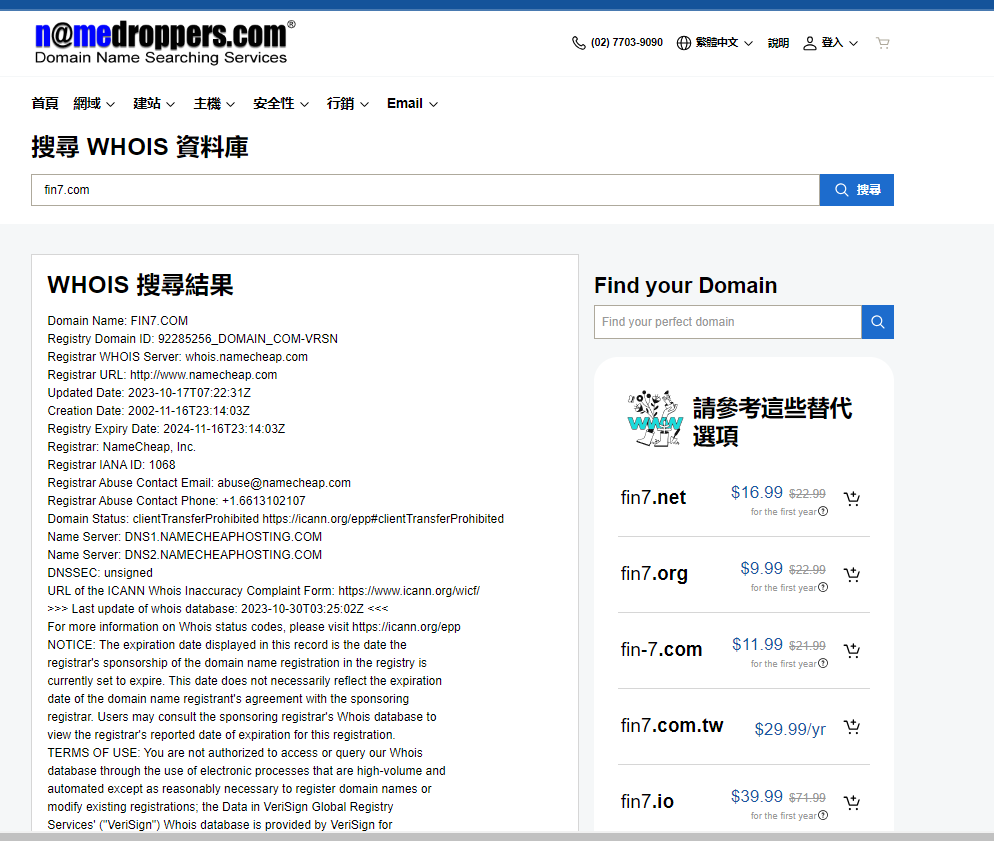 n@medroppers.com®
Domain Name Searching Services
(02) 7703-9090 繁體中文 說明 登入
首頁 網域 建站 主機 安全性 行銷 Email
搜尋 WHOIS 資料庫
fin7.com 搜尋
WHOIS 搜尋結果
Domain Name: FIN7.COM
Registry Domain ID: 92285256_DOMAIN_COM-VRSN
Registrar WHOIS Server: whois.namecheap.com
Registrar URL: http://www.namecheap.com
Updated Date: 2023-10-17T07:22:31Z
Creation Date: 2002-11-16T23:14:03Z
Registry Expiry Date: 2024-11-16T23:14:03Z
Registrar: NameCheap, Inc.
Registrar IANA ID: 1068
Registrar Abuse Contact Email: abuse@namecheap.com
Registrar Abuse Contact Phone: +1.6613102107
Domain Status: clientTransferProhibited https://icann.org/epp#clientTransferProhibited
Name Server: DNS1.NAMECHEAPHOSTING.COM
Name Server: DNS2.NAMECHEAPHOSTING.COM
DNSSEC: unsigned
URL of the ICANN Whois Inaccuracy Complaint Form: https://www.icann.org/wicf/
>>> Last update of whois database: 2023-10-30T03:25:02Z <<<
For more information on Whois status codes, please visit https://icann.org/epp
NOTICE: The expiration date displayed in this record is the date the
registrar's sponsorship of the domain name registration in the registry is
currently set to expire. This date does not necessarily reflect the expiration
date of the domain name registrant's agreement with the sponsoring
registrar. Users may consult the sponsoring registrar's Whois database to
view the registrar's reported date of expiration for this registration.
TERMS OF USE: You are not authorized to access or query our Whois
database through the use of electronic processes that are high-volume and
automated except as reasonably necessary to register domain names or
modify existing registrations; the Data in VeriSign Global Registry
Services' ("VeriSign") Whois database is provided by VeriSign for
Find your Domain
Find your perfect domain
WWW
請參考這些替代
選項
fin7.net $16.99 $22.99
for the first year
fin7.org $9.99 $22.99
for the first year
fin-7.com $11.99 $21.99
for the first year
fin7.com.tw $29.99/yr
fin7.io $39.99 $71.99
for the first year